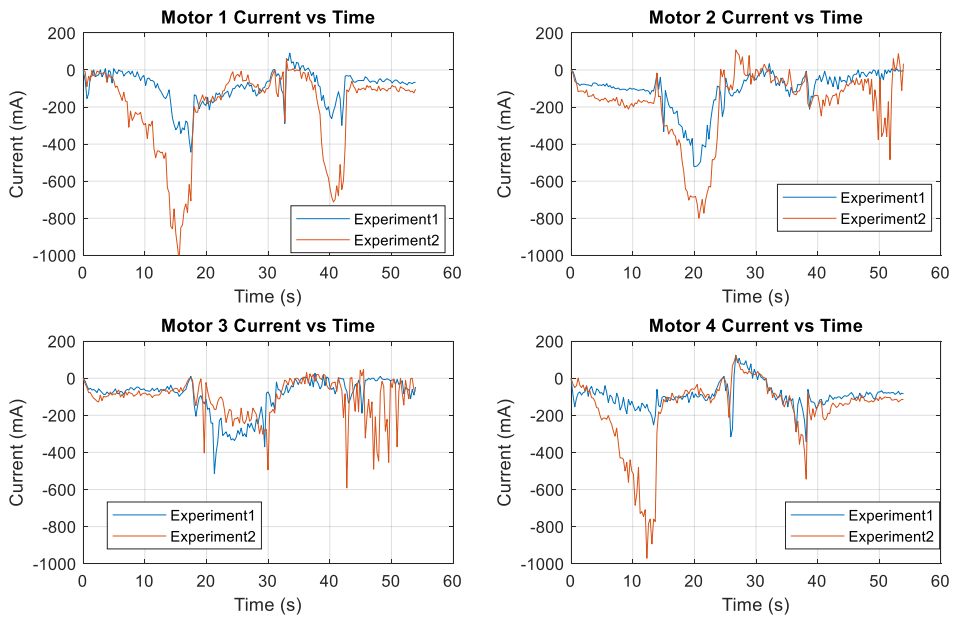 Motor 1 Current vs Time
200
0
-200
-400
-600
-800
-1000
Current (mA)
0 10 20 30 40 50 60
Time (s)
Experiment1
Experiment2
Motor 2 Current vs Time
200
0
-200
-400
-600
-800
-1000
Current (mA)
0 10 20 30 40 50 60
Time (s)
Experiment1
Experiment2
Motor 3 Current vs Time
200
0
-200
-400
-600
-800
-1000
Current (mA)
0 10 20 30 40 50 60
Time (s)
Experiment1
Experiment2
Motor 4 Current vs Time
200
0
-200
-400
-600
-800
-1000
Current (mA)
0 10 20 30 40 50 60
Time (s)
Experiment1
Experiment2